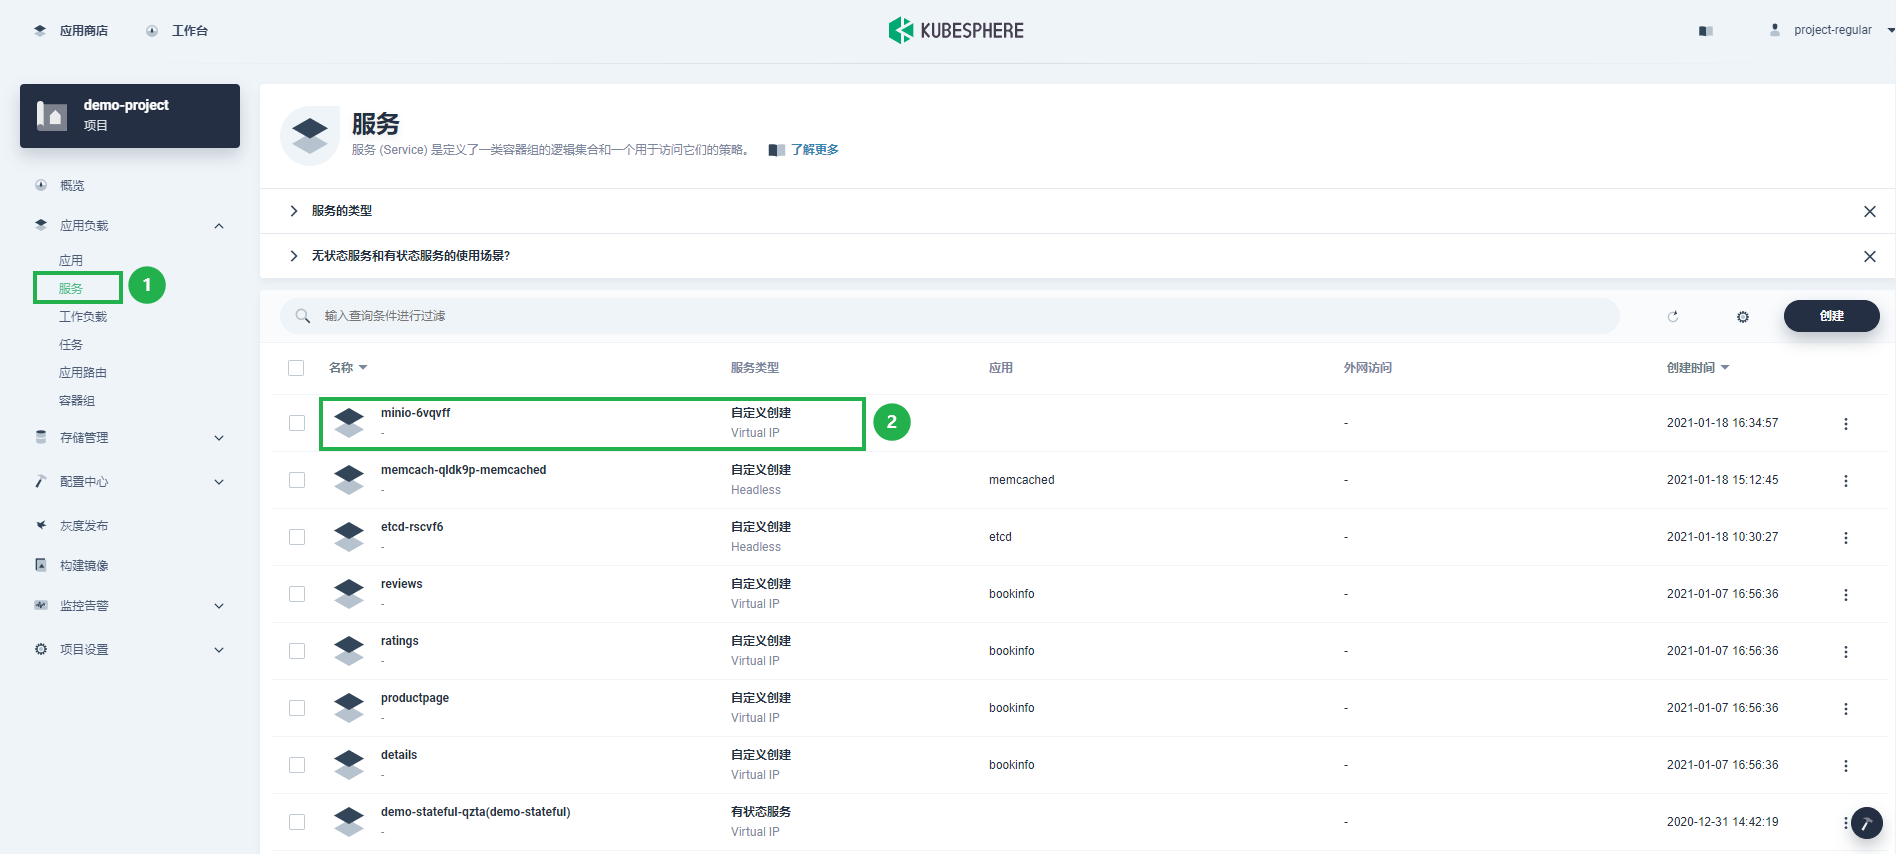 应用商店
工作台
KUBESPHERE
project-regular
demo-project
项目
概览
应用负载
应用
服务
1
工作负载
任务
应用路由
容器组
存储管理
配置中心
灰度发布
构建镜像
监控告警
项目设置
服务
服务 (Service) 是定义了一类容器组的逻辑集合和一个用于访问它们的策略。 了解更多
服务的类型
无状态服务和有状态服务的使用场景?
输入查询条件进行过滤
创建
名称 服务类型 应用 外网访问 创建时间
minio-6vqvff 自定义创建 - 2021-01-18 16:34:57
- Virtual IP
2
memcach-qldk9p-memcached 自定义创建 memcached - 2021-01-18 15:12:45
- Headless
etcd-rscvf6 自定义创建 etcd - 2021-01-18 10:30:27
- Headless
reviews 自定义创建 bookinfo - 2021-01-07 16:56:36
- Virtual IP
ratings 自定义创建 bookinfo - 2021-01-07 16:56:36
- Virtual IP
productpage 自定义创建 bookinfo - 2021-01-07 16:56:36
- Virtual IP
details 自定义创建 bookinfo - 2021-01-07 16:56:36
- Virtual IP
demo-stateful-qzta(demo-stateful) 有状态服务 - 2020-12-31 14:42:19
- Virtual IP